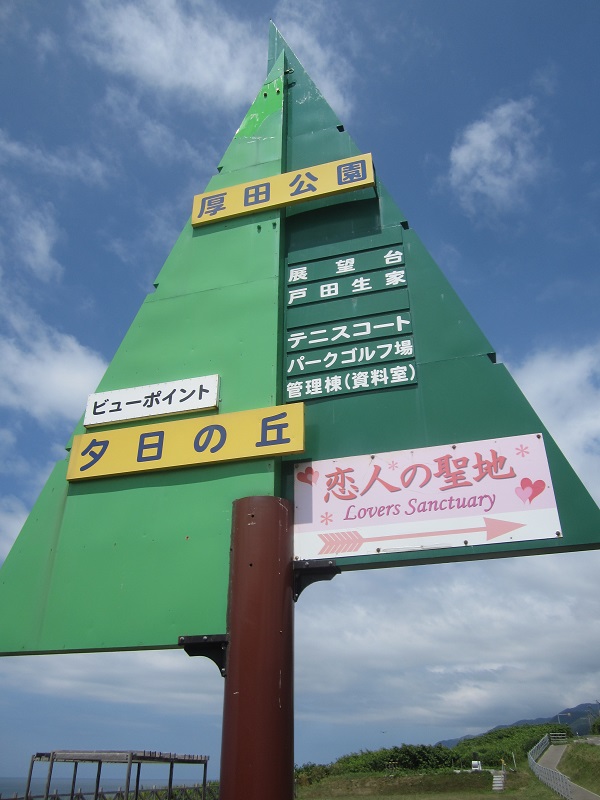 厚田公園
展望台
戸田生家
テニスコート
パークゴルフ場
管理棟(資料室)
ビューポイント
夕日の丘
恋人の聖地
Lovers Sanctuary